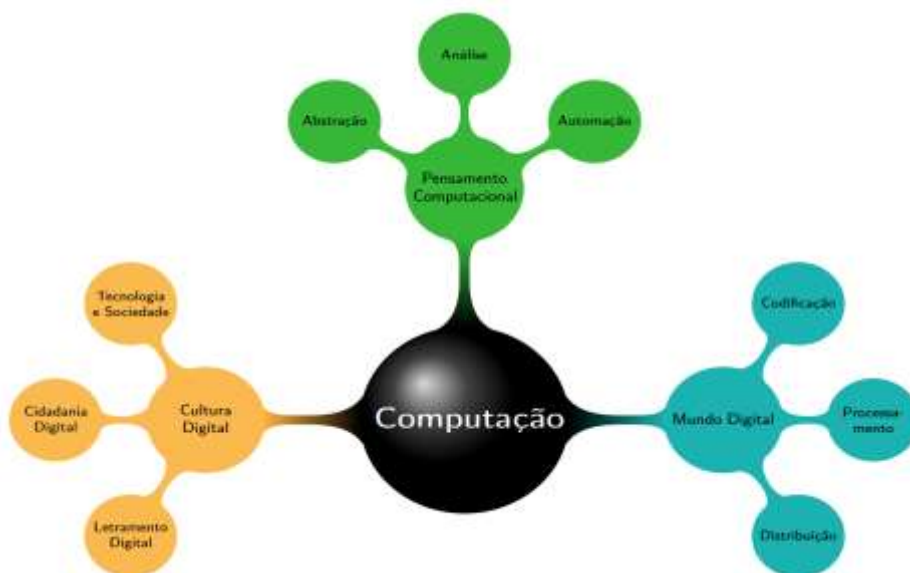 Análise
Abstração
Automação
Pensamento
Computacional
Tecnologia
e Sociedade
Codificação
Cidadania
Digital
Cultura
Digital
Computação
Mundo Digital
Processa-
mento
Letramento
Digital
Distribuição